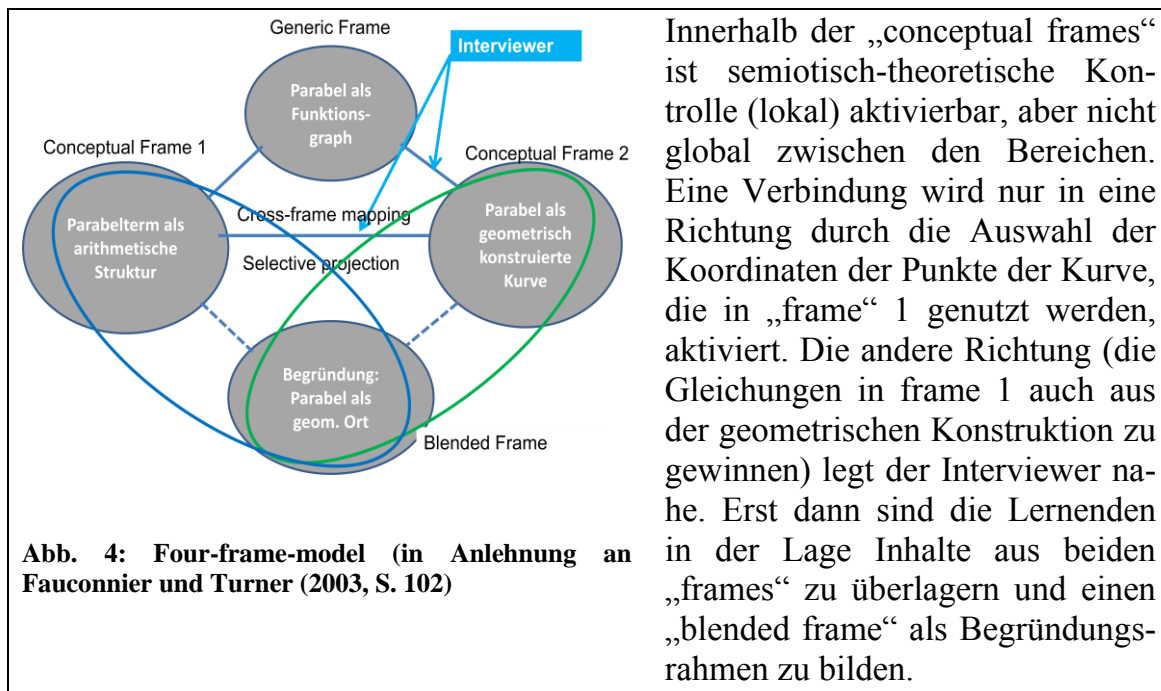 Generic Frame
Interviewer
Parabel als
Funktions-
graph
Conceptual Frame 1
Conceptual Frame 2
Parabelterm als
arithmetische
Struktur
Cross-frame mapping
Selective projection
Parabel als
geometrisch
konstruierte
Kurve
Begründung:
Parabel als
geom. Ort
Blended Frame
Abb. 4: Four-frame-model (in Anlehnung an
Fauconnier und Turner (2003, S. 102)
Innerhalb der „conceptual frames“
ist semiotisch-theoretische Kon-
trolle (lokal) aktivierbar, aber nicht
global zwischen den Bereichen.
Eine Verbindung wird nur in eine
Richtung durch die Auswahl der
Koordinaten der Punkte der Kurve,
die in „frame“ 1 genutzt werden,
aktiviert. Die andere Richtung (die
Gleichungen in frame 1 auch aus
der geometrischen Konstruktion zu
gewinnen) legt der Interviewer na-
he. Erst dann sind die Lernenden
in der Lage Inhalte aus beiden
„frames“ zu überlagern und einen
„blended frame“ als Begründungs-
rahmen zu bilden.